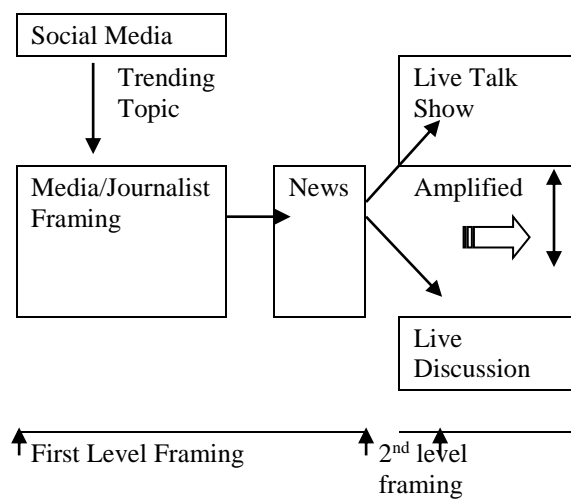 Social Media
Trending
Topic
Live Talk
Show
Media/Journalist
Framing
News
Amplified
Live
Discussion
First Level Framing
2nd level
framing